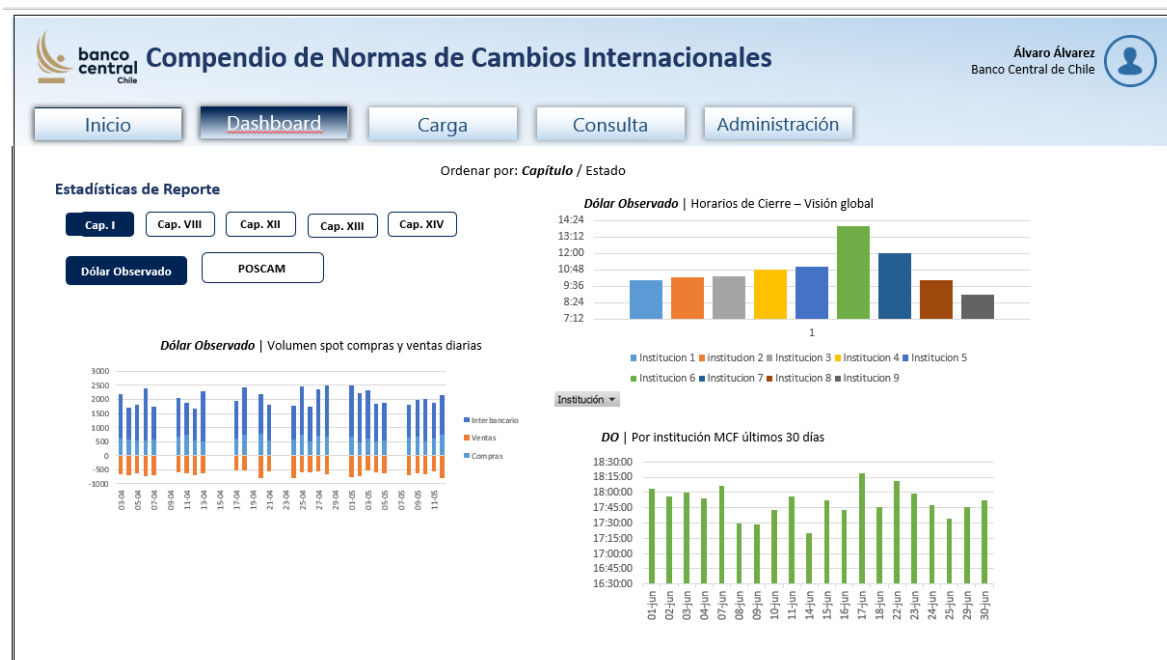 banco
central
Chile
Compendio de Normas de Cambios Internacionales
Álvaro Álvarez
Banco Central de Chile
Inicio
Dashboard
Carga
Consulta
Administración
Ordenar por: Capítulo / Estado
Estadísticas de Reporte
Cap. I
Cap. VIII
Cap. XII
Cap. XIII
Cap. XIV
Dólar Observado
POSCAM
Dólar Observado | Volumen spot compras y ventas diarias
3000
2500
2000
1500
1000
500
0
-500
-1000
03-04
05-04
07-04
09-04
11-04
13-04
15-04
17-04
19-04
21-04
23-04
25-04
27-04
29-04
01-05
03-05
05-05
07-05
09-05
11-05
Interbancario
Ventas
Compras
Dólar Observado | Horarios de Cierre – Visión global
14:24
13:12
12:00
10:48
9:36
8:24
7:12
1
Institucion 1 institucion 2 Institucion 3 Institucion 4 Institucion 5
Institucion 6 Institucion 7 Institucion 8 Institucion 9
Institución
DO | Por institución MCF últimos 30 días
18:30:00
18:15:00
18:00:00
17:45:00
17:30:00
17:15:00
17:00:00
16:45:00
16:30:00
01-jun
02-jun
03-jun
04-jun
07-jun
08-jun
09-jun
10-jun
11-jun
14-jun
15-jun
16-jun
17-jun
18-jun
22-jun
23-jun
24-jun
25-jun
29-jun
30-jun